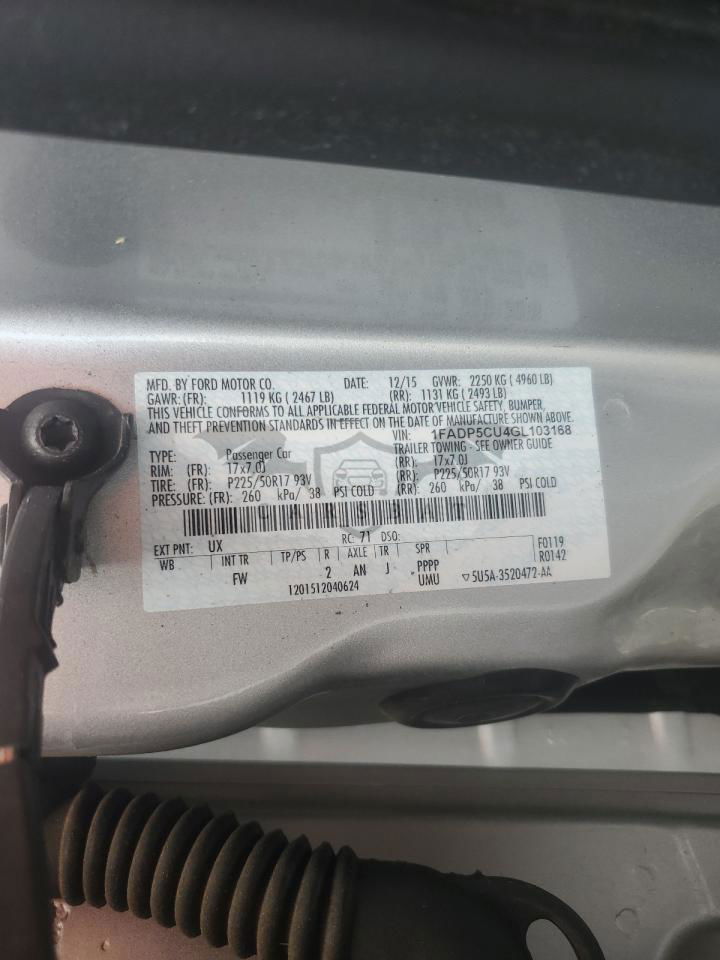 MFD. BY FORD MOTOR CO. DATE: 12/15 GVWR: 2250 KG ( 4960 LB)
GAWR: (FR): 1119 KG ( 2467 LB) (RR): 1131 KG ( 2493 LB)
THIS VEHICLE CONFORMS TO ALL APPLICABLE FEDERAL MOTOR VEHICLE SAFETY, BUMPER,
AND THEFT PREVENTION STANDARDS IN EFFECT ON THE DATE OF MANUFACTURE SHOWN ABOVE.
VIN: 1FADP5CU4GL103168
TYPE: Passenger Car TRAILER TOWING - SEE OWNER GUIDE
RIM: (FR): 17x7.0J (RR): 17x7.0J
TIRE: (FR): P225/50R17 93V (RR): P225/50R17 93V
PRESSURE: (FR): 260 kPa/ 38 PSI COLD (RR): 260 kPa/ 38 PSI COLD
EXT PNT: UX RC: 71 DSO: F0119
WB INT TR TP/PS R AXLE TR SPR R0142
FW 2 AN J PPPP
UMU ▽5U5A-3520472-AA
1201512040624